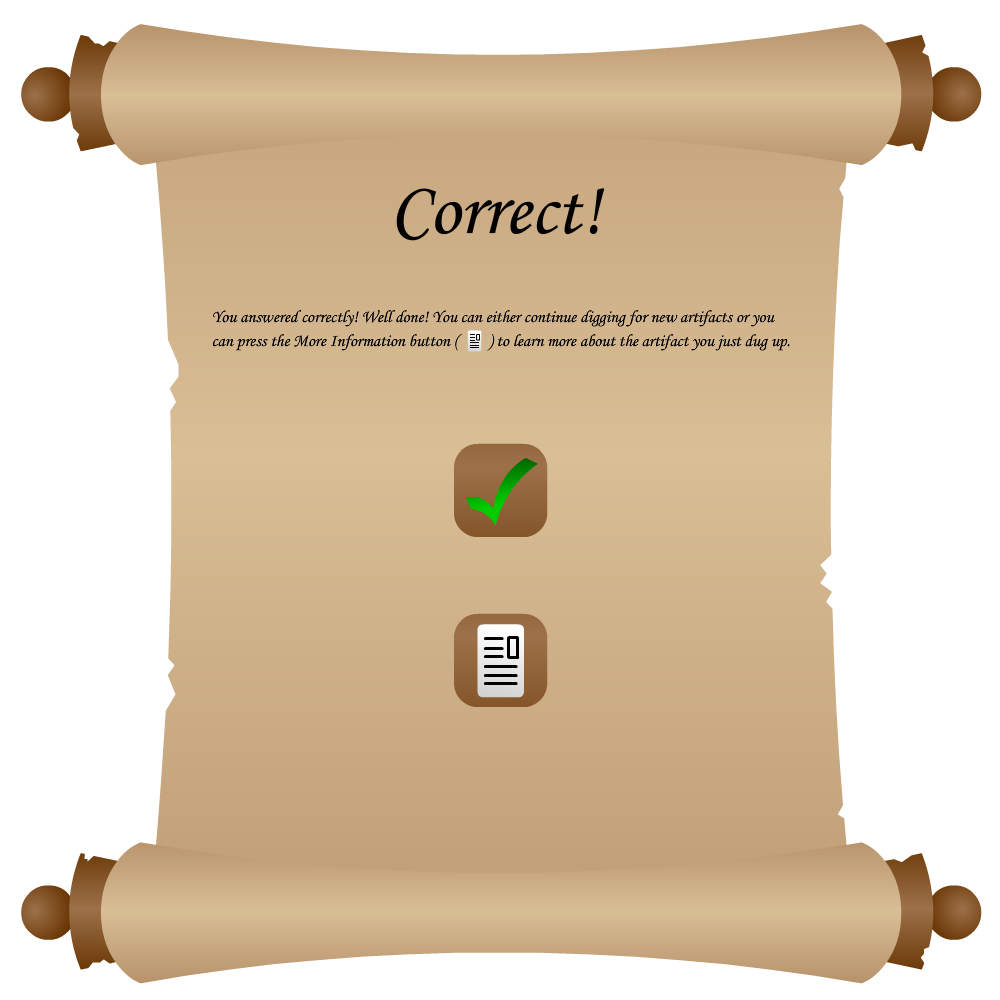 Correct!
You answered correctly! Well done! You can either continue digging for new artifacts or you
can press the More Information button ( ) to learn more about the artifact you just dug up.